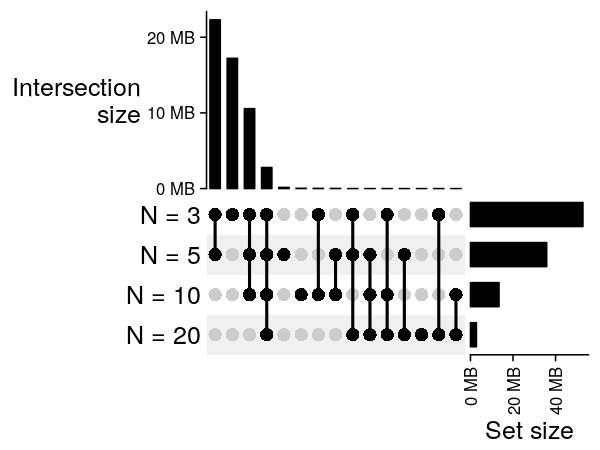 20 MB
Intersection
size
10 MB
0 MB
N = 3
N = 5
N = 10
N = 20
0 MB
20 MB
40 MB
Set size